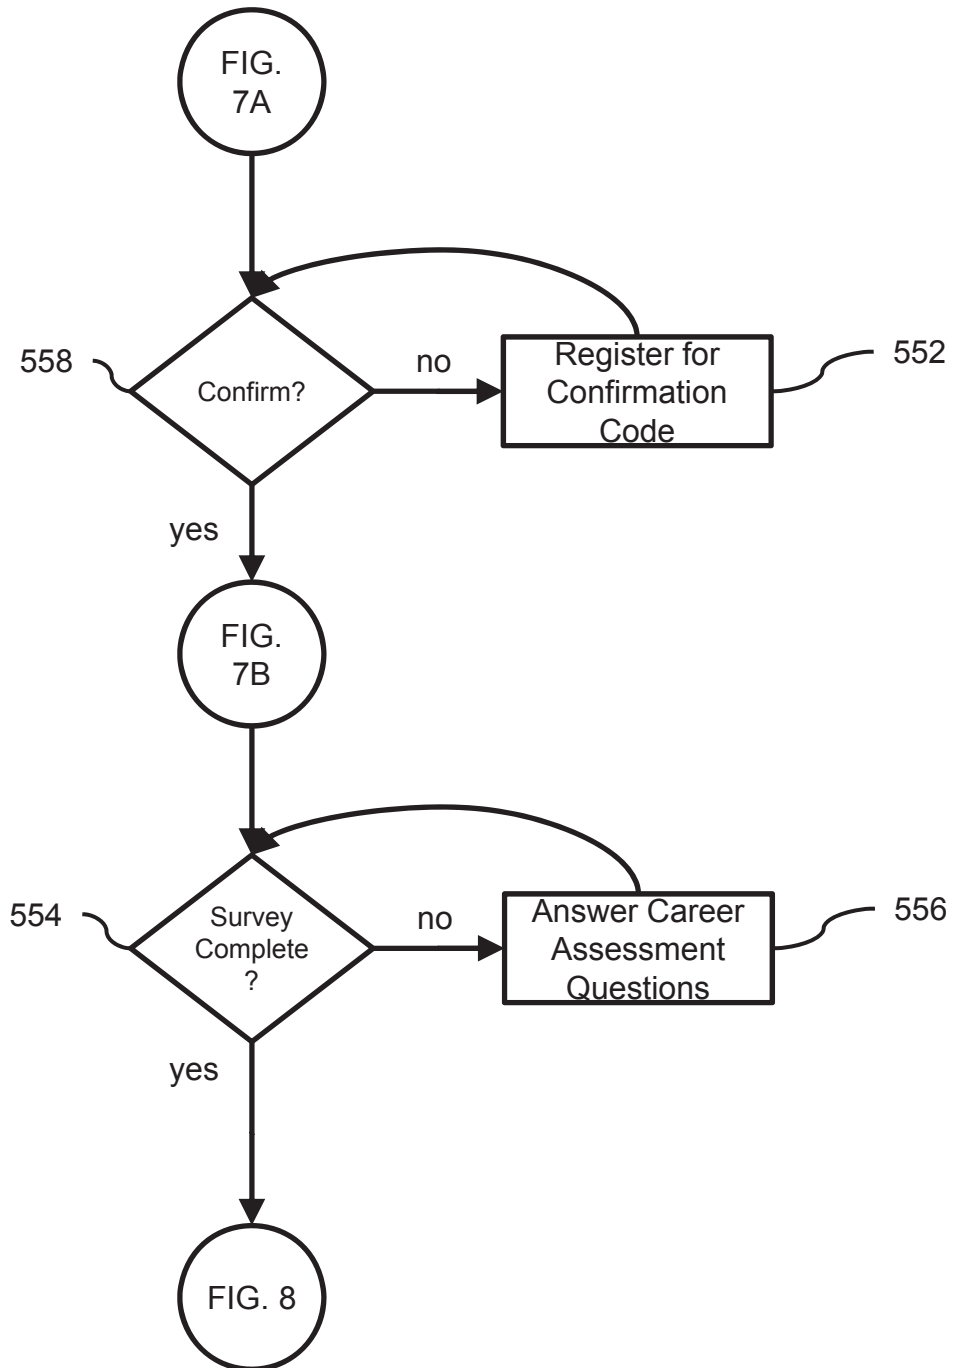 FIG.
7A
558
Confirm?
no
Register for
Confirmation
Code
552
yes
FIG.
7B
554
Survey
Complete
?
no
Answer Career
Assessment
Questions
556
yes
FIG. 8